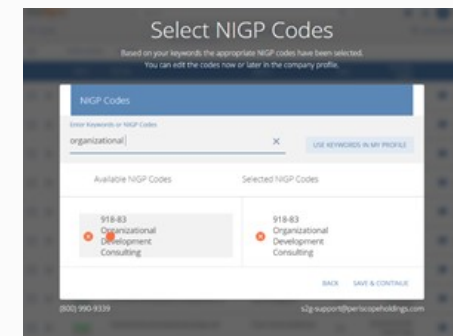 Select NIGP Codes
Based on your keywords the appropriate NIGP codes have been selected.
You can edit the codes now or later in the company profile.
NIGP Codes
Enter Keywords or NIGP Codes
organizational
USE KEYWORDS IN MY PROFILE
Available NIGP Codes
Selected NIGP Codes
918-83
Organizational
Development
Consulting
918-83
Organizational
Development
Consulting
BACK SAVE & CONTINUE
(800) 990-9339
s2g-support@periscopeholdings.com